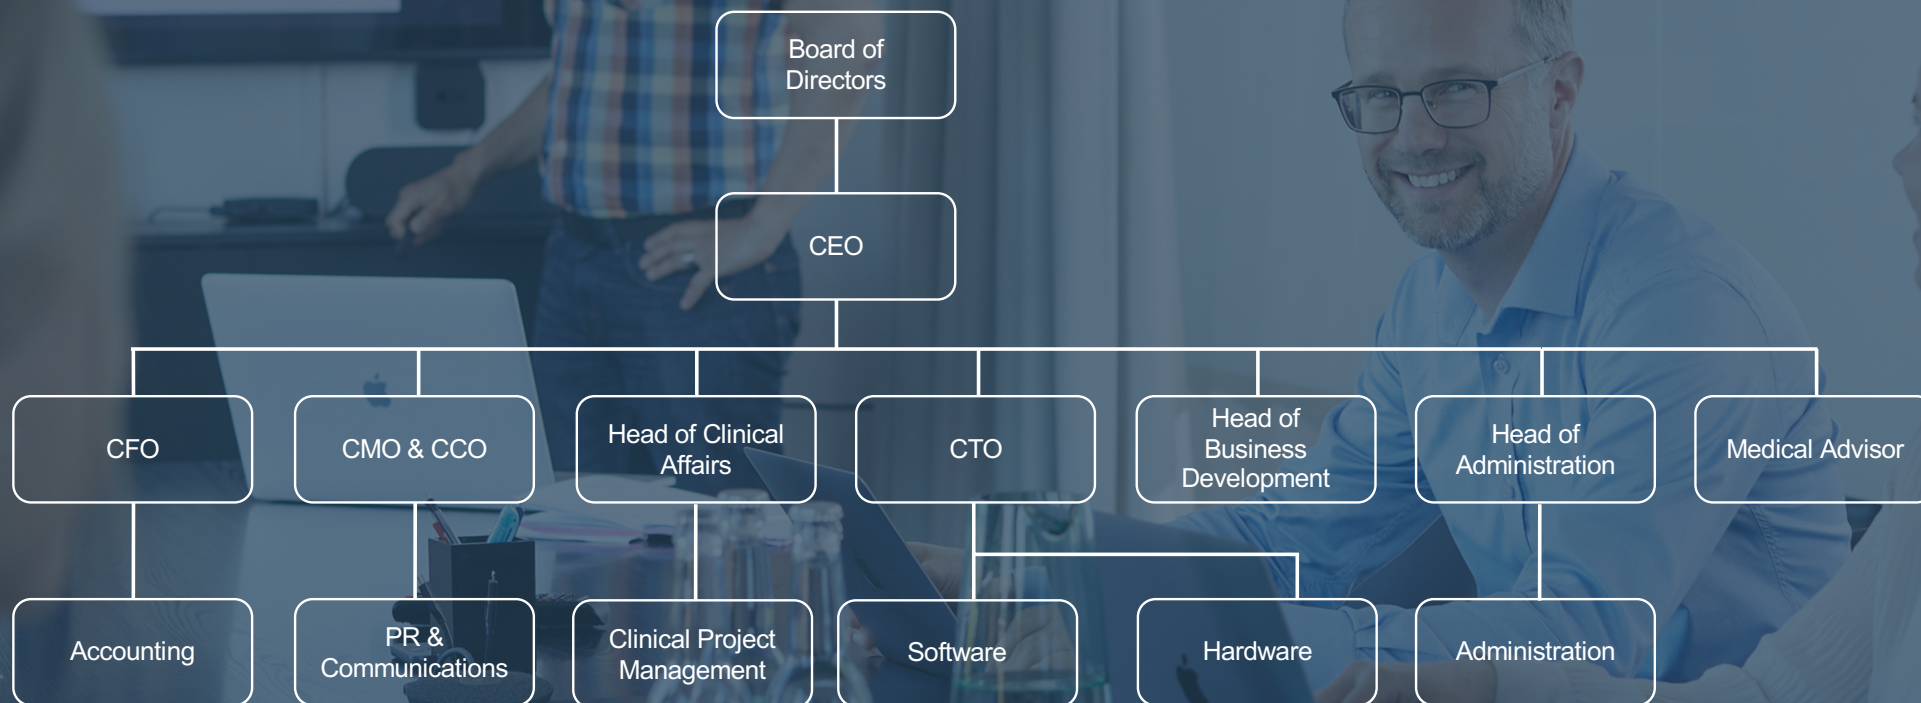 Board of
Directors
CEO
CFO
CMO & CCO
Head of Clinical
Affairs
CTO
Head of
Business
Development
Head of
Administration
Medical Advisor
Accounting
PR &
Communications
Clinical Project
Management
Software
Hardware
Administration